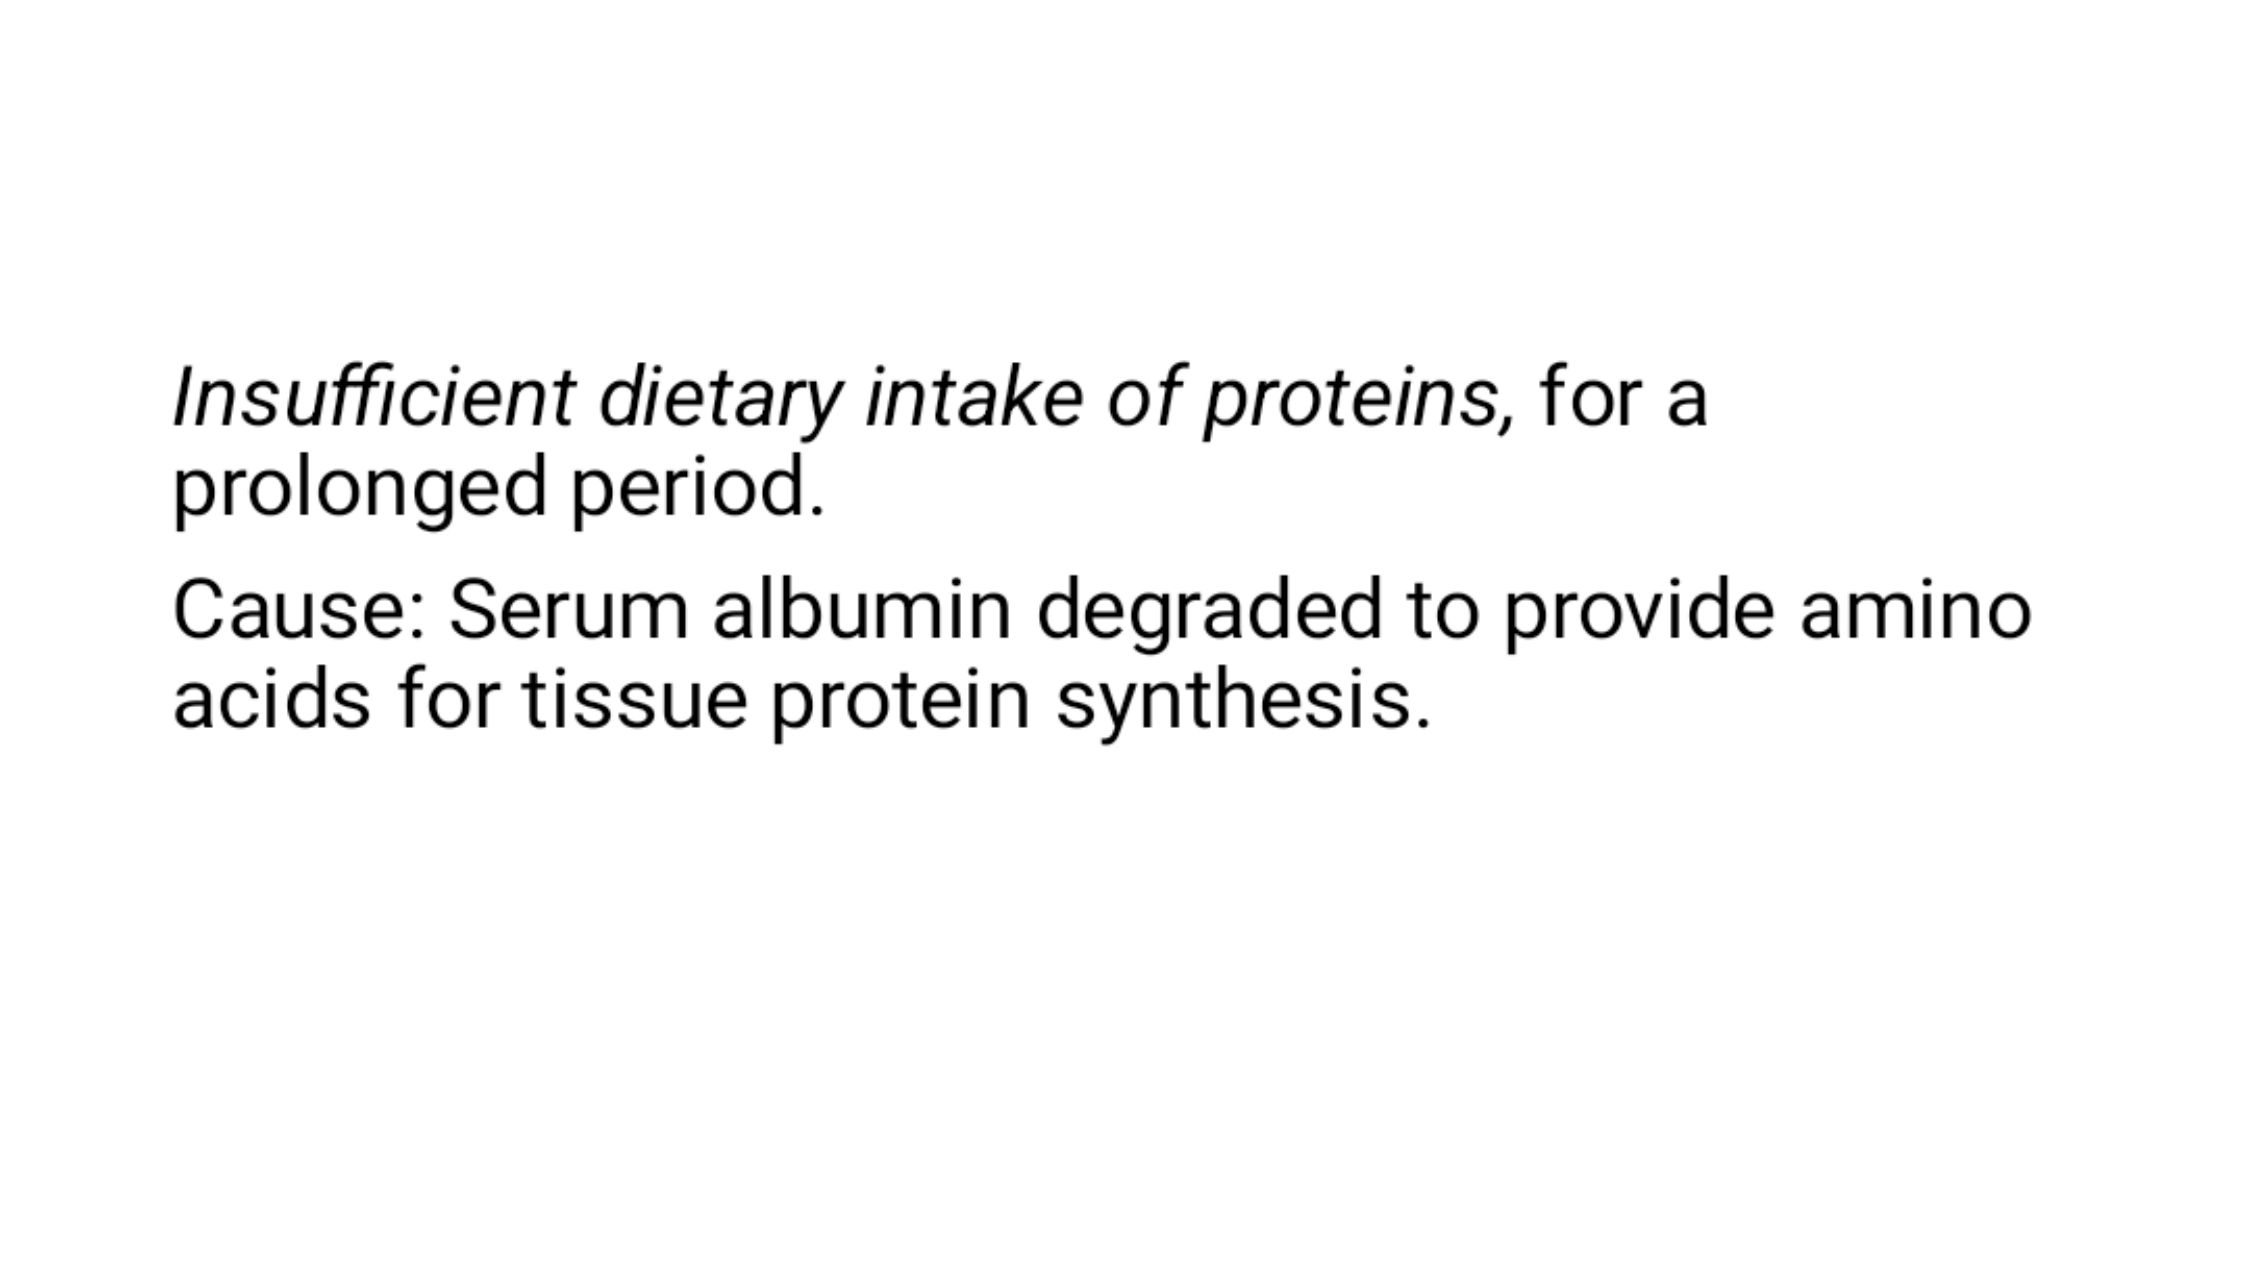 Insufficient dietary intake of proteins, for a
prolonged period.
Cause: Serum albumin degraded to provide amino
acids for tissue protein synthesis.